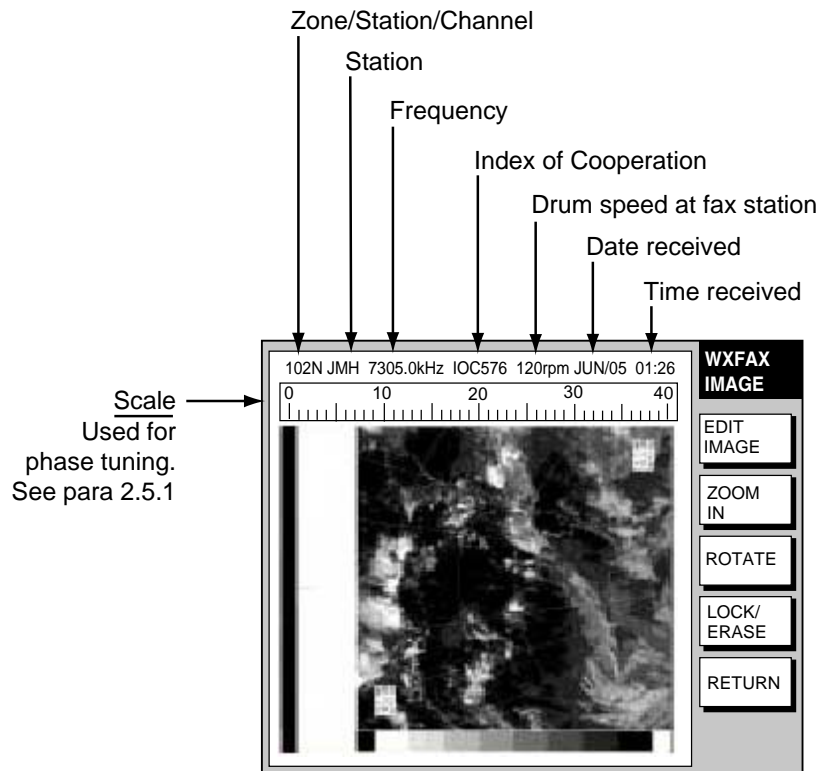 Zone/Station/Channel
Station
Frequency
Index of Cooperation
Drum speed at fax station
Date received
Time received
102N JMH 7305.0kHz IOC576 120rpm JUN/05 01:26
0 10 20 30 40
Scale
Used for
phase tuning.
See para 2.5.1
WXFAX
IMAGE
EDIT
IMAGE
ZOOM
IN
ROTATE
LOCK/
ERASE
RETURN